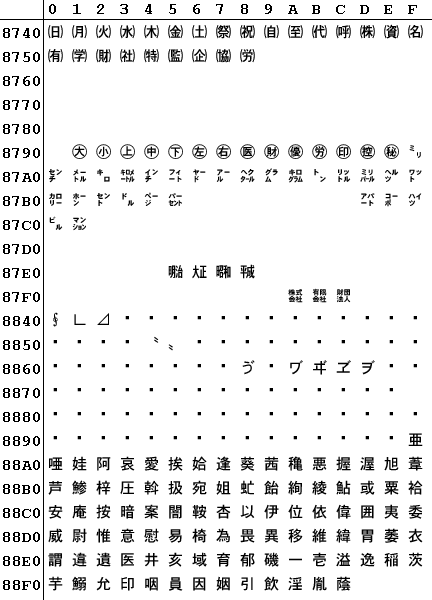 0 1 2 3 4 5 6 7 8 9 A B C D E F
8740 ㈰ ㈪ ㈫ ㈬ ㈭ ㈮ ㈯ ㉀ ㈷ ㉂ ㉃ ㈹ ㈺ ㈱ ㈾ ㈴
8750 ㈲ ㈻ ㈶ ㈳ ㈵ ㈼ ㈽ ㈿ ㈸
8760
8770
8780
8790 大⃝ 小⃝ ㊤ ㊥ ㊦ ㊧ ㊨ ㊩ ㊖ ㊝ ㊘ ㊞ 控⃝ ㊙ ㍉
87A0 ㌢ ㍍ ㌔ ㌖ ㌅ ㌳ ㍎ ㌃ ㌶ ㌘ ㌕ ㌧ ㍑ ㍊ ㌹ ㍗
87B0 ㌍ ㍂ ㌣ ㌦ ㌻ ㌫ ㌀ ㌞ ㌪
87C0 ㌱ ㍇
87D0
87E0 ㍾ ㍽ ㍼ ㍻
87F0 株式会社 有限会社 財団法人
8840 ∮ ∟ ⊿ ・ ・ ・ ・ ・ ・ ・ ・ ・ ・ ・ ・ ・
8850 ・ ・ ・ ・ 〝 〟 ・ ・ ・ ・ ・ ・ ・ ・ ・ ・
8860 ・ ・ ・ ・ ・ ・ ・ ・ ゔ ・ ヷ ヸ ヹ ヺ ・ ・
8870 ・ ・ ・ ・ ・ ・ ・ ・ ・ ・ ・ ・ ・ ・ ・
8880 ・ ・ ・ ・ ・ ・ ・ ・ ・ ・ ・ ・ ・ ・ ・ ・
8890 ・ ・ ・ ・ ・ ・ ・ ・ ・ ・ ・ ・ ・ ・ ・ 亜
88A0 唖 娃 阿 哀 愛 挨 姶 逢 葵 茜 穐 悪 握 渥 旭 葦
88B0 芦 鯵 梓 圧 斡 扱 宛 姐 虻 飴 絢 綾 鮎 或 粟 袷
88C0 安 庵 按 暗 案 闇 鞍 杏 以 伊 位 依 偉 囲 夷 委
88D0 威 尉 惟 意 慰 易 椅 為 畏 異 移 維 緯 胃 萎 衣
88E0 謂 違 遺 医 井 亥 域 育 郁 磯 一 壱 溢 逸 稲 茨
88F0 芋 鰯 允 印 咽 員 因 姻 引 飲 淫 胤 蔭